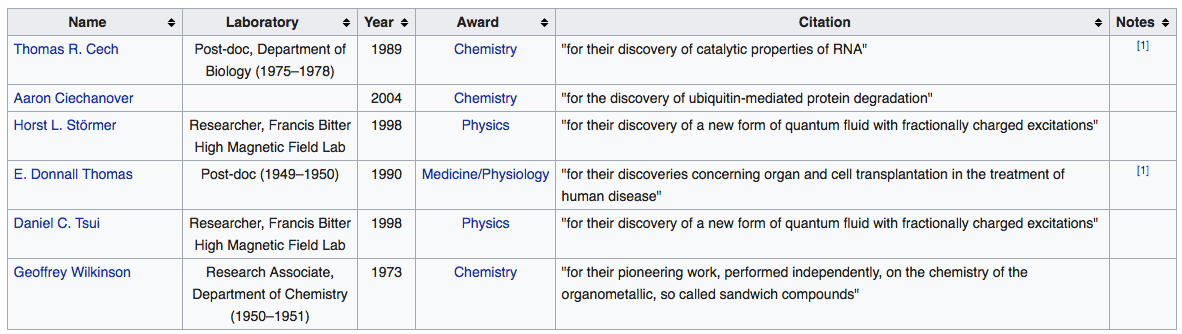 Name Laboratory Year Award Citation Notes
Thomas R. Cech Post-doc, Department of 1989 Chemistry "for their discovery of catalytic properties of RNA" [1]
Biology (1975–1978)
Aaron Ciechanover 2004 Chemistry "for the discovery of ubiquitin-mediated protein degradation"
Horst L. Störmer Researcher, Francis Bitter 1998 Physics "for their discovery of a new form of quantum fluid with fractionally charged excitations"
High Magnetic Field Lab
E. Donnall Thomas Post-doc (1949–1950) 1990 Medicine/Physiology "for their discoveries concerning organ and cell transplantation in the treatment of [1]
human disease"
Daniel C. Tsui Researcher, Francis Bitter 1998 Physics "for their discovery of a new form of quantum fluid with fractionally charged excitations"
High Magnetic Field Lab
Geoffrey Wilkinson Research Associate, 1973 Chemistry "for their pioneering work, performed independently, on the chemistry of the
Department of Chemistry organometallic, so called sandwich compounds"
(1950–1951)